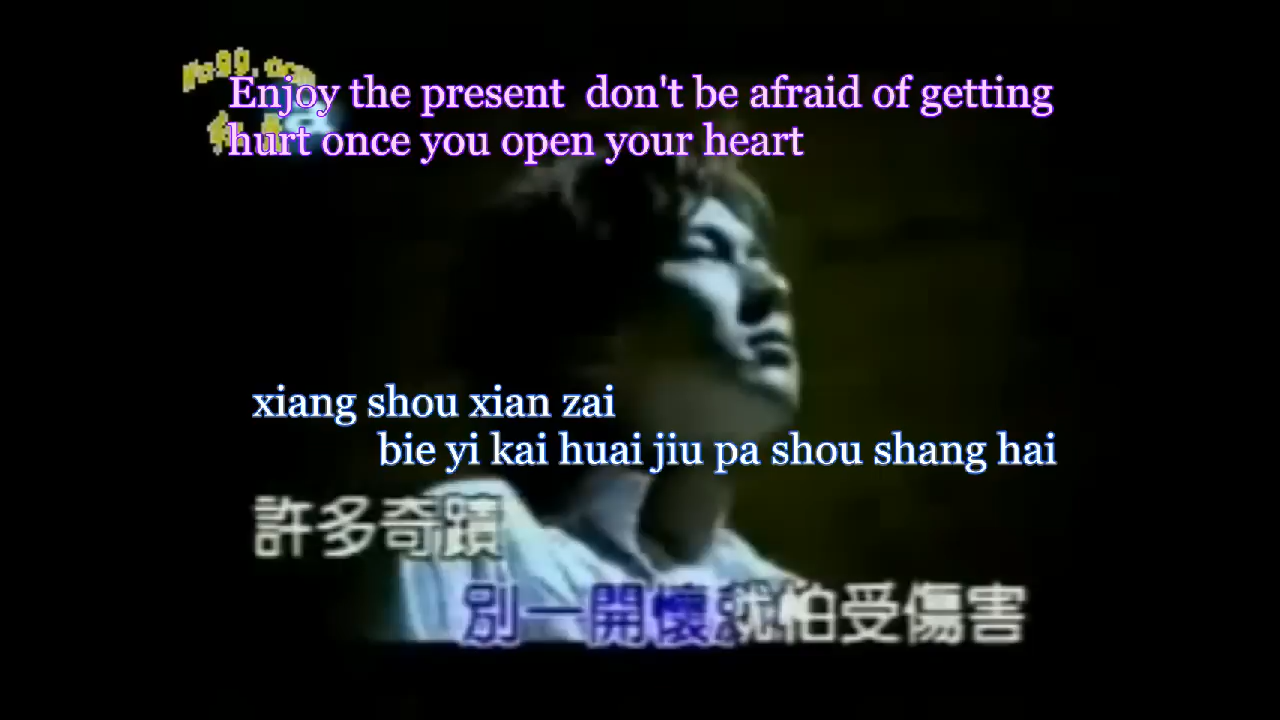 Enjoy the present  don't be afraid of getting
hurt once you open your heart
xiang shou xian zai
bie yi kai huai jiu pa shou shang hai
許多奇蹟
別一開懷就怕受傷害